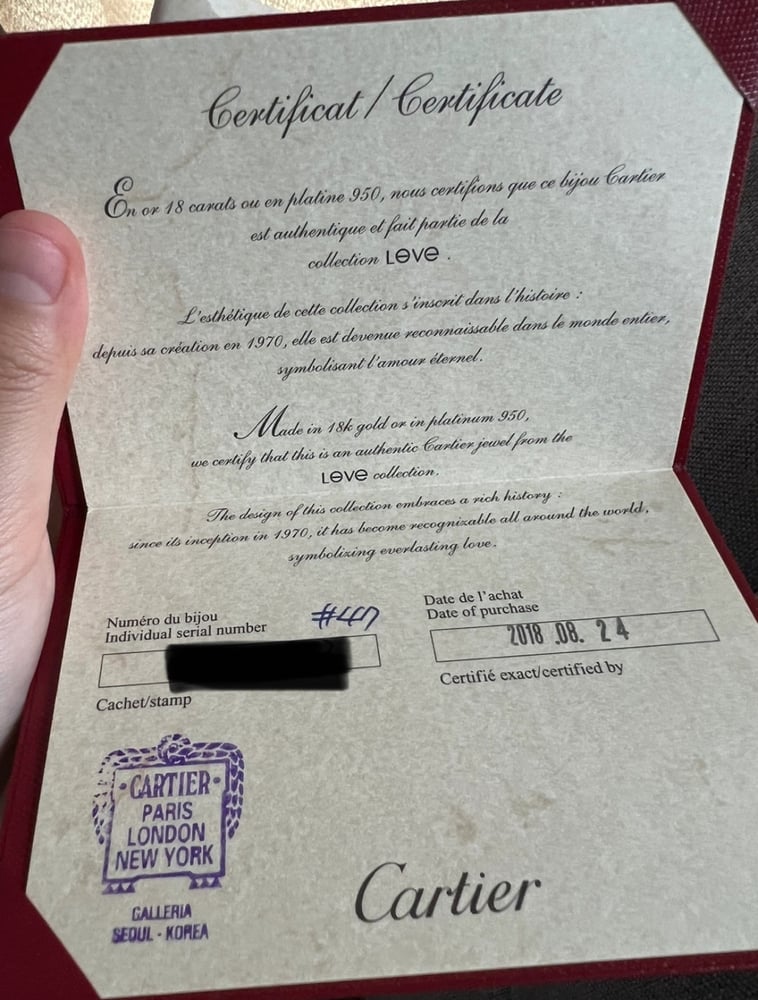 Certificat / Certificate
En or 18 carats ou en platine 950, nous certifions que ce bijou Cartier
est authentique et fait partie de la
collection LOVE .
L'esthétique de cette collection s'inscrit dans l'histoire :
depuis sa création en 1970, elle est devenue reconnaissable dans le monde entier,
symbolisant l'amour éternel.
Made in 18k gold or in platinum 950,
we certify that this is an authentic Cartier jewel from the
LOVE collection.
The design of this collection embraces a rich history :
since its inception in 1970, it has become recognizable all around the world,
symbolizing everlasting love.
Numéro du bijou
Individual serial number
#47
Date de l'achat
Date of purchase
2018 .08. 24
Cachet/stamp
Certifié exact/certified by
CARTIER
PARIS
LONDON
NEW YORK
GALLERIA
SEOUL - KOREA
Cartier